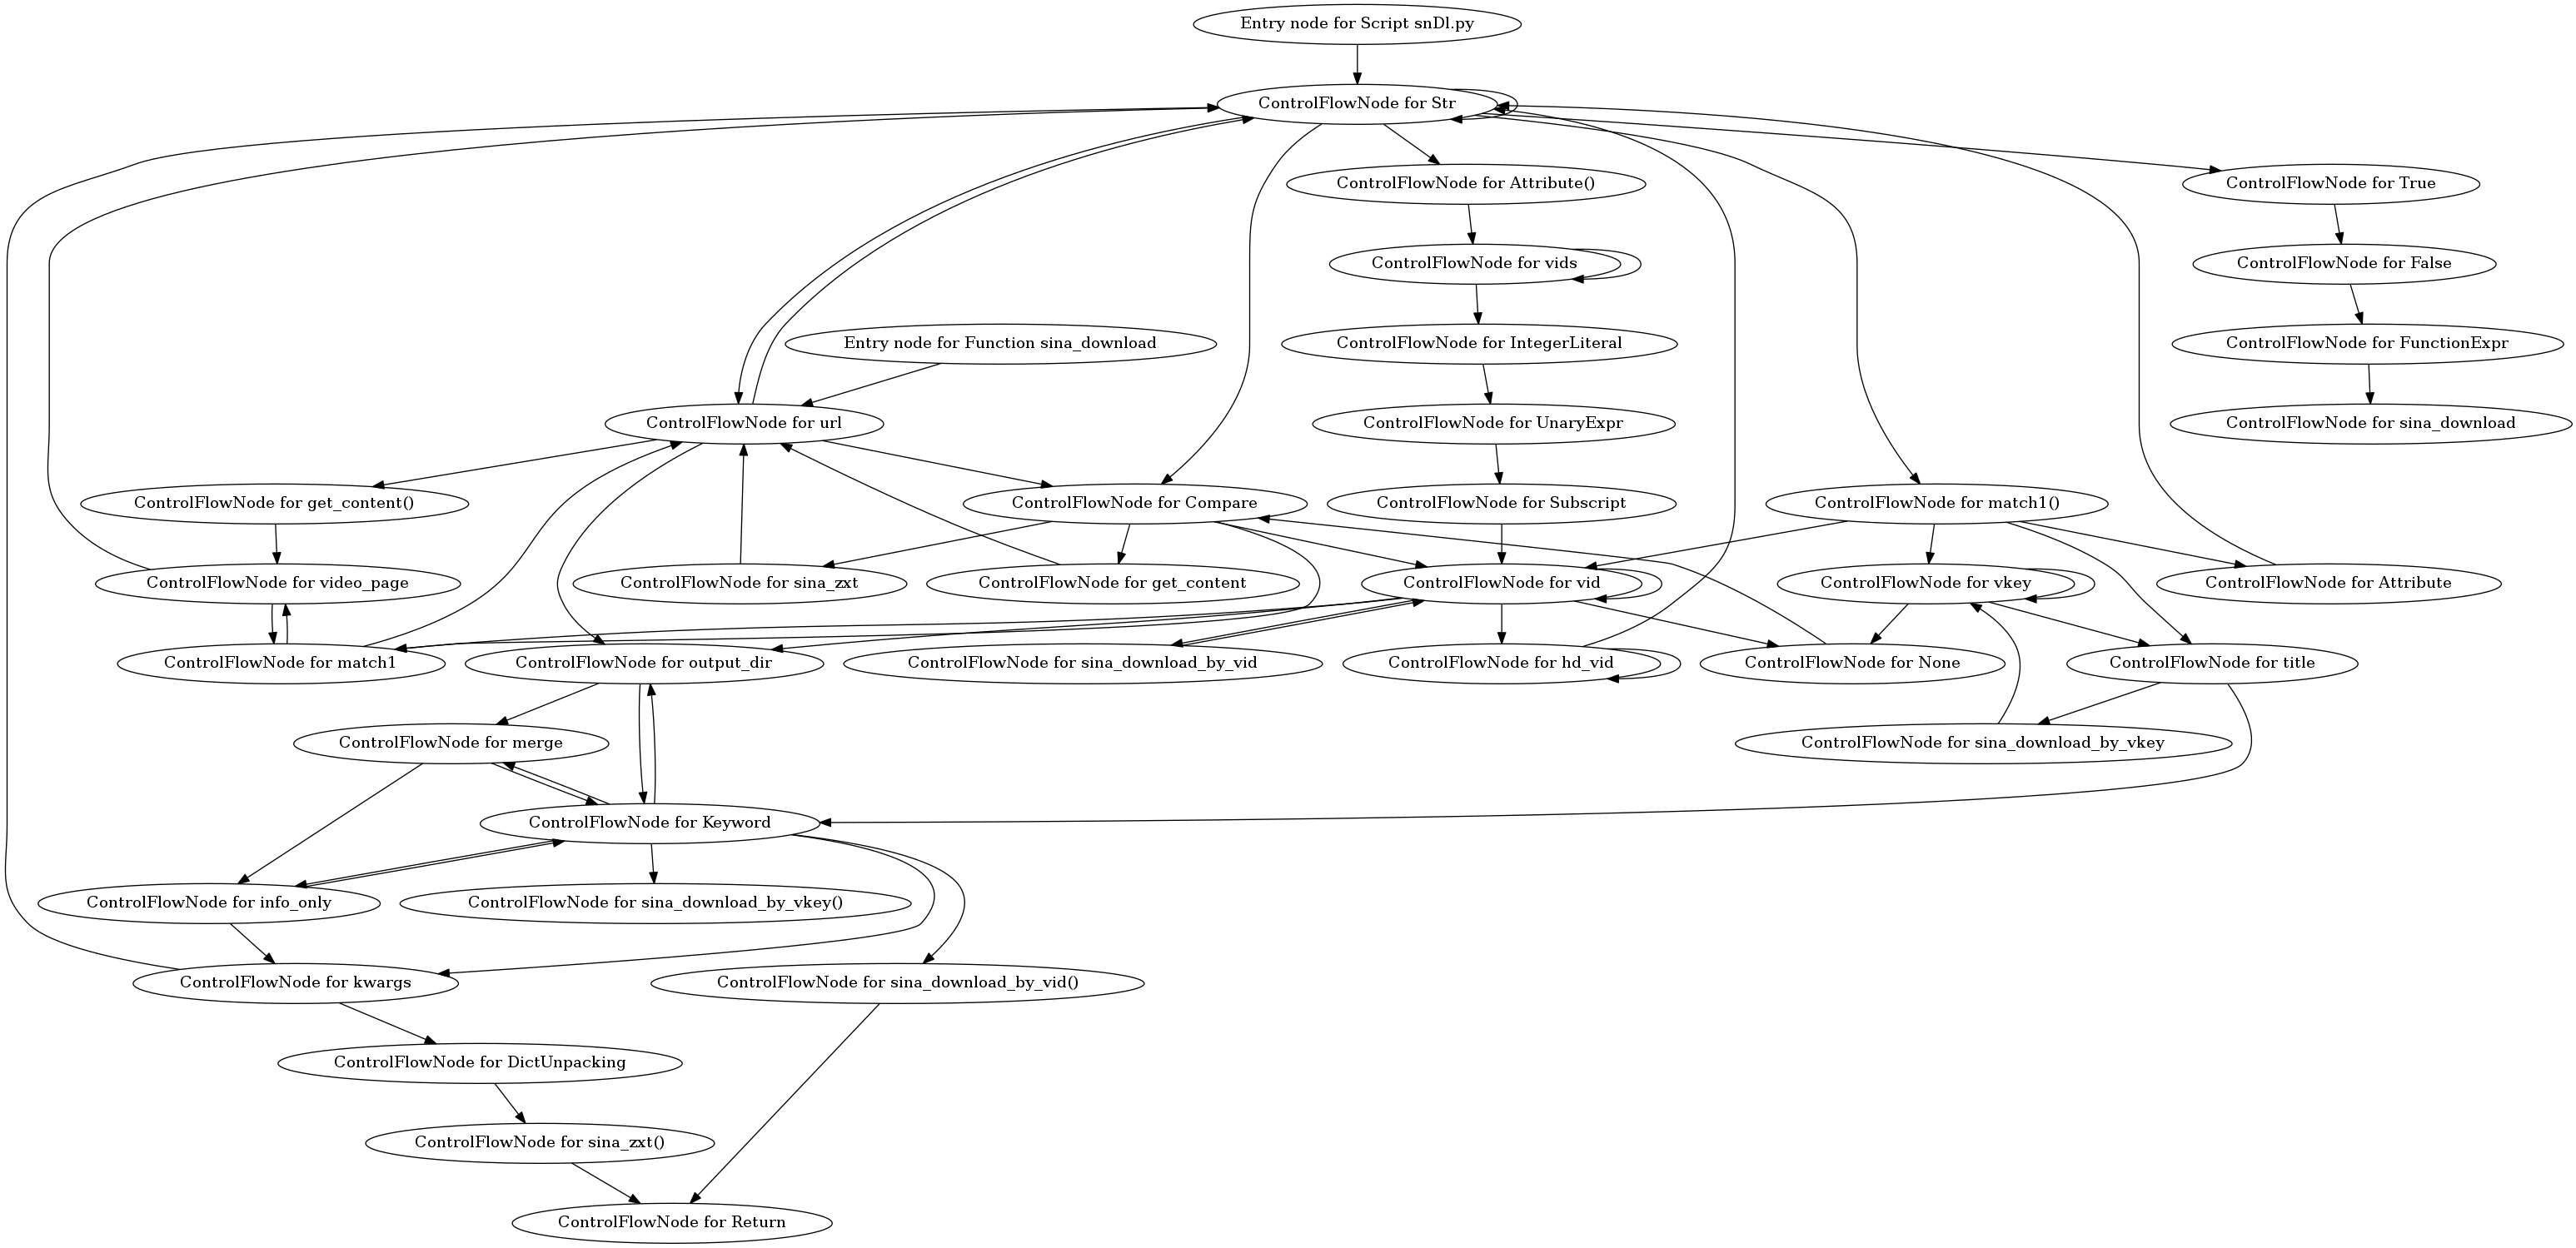 Entry node for Script snDl.py
ControlFlowNode for Str
ControlFlowNode for Attribute()
ControlFlowNode for True
ControlFlowNode for vids
ControlFlowNode for False
Entry node for Function sina_download
ControlFlowNode for IntegerLiteral
ControlFlowNode for FunctionExpr
ControlFlowNode for url
ControlFlowNode for UnaryExpr
ControlFlowNode for sina_download
ControlFlowNode for get_content()
ControlFlowNode for Compare
ControlFlowNode for Subscript
ControlFlowNode for match1()
ControlFlowNode for video_page
ControlFlowNode for sina_zxt
ControlFlowNode for get_content
ControlFlowNode for vid
ControlFlowNode for vkey
ControlFlowNode for Attribute
ControlFlowNode for match1
ControlFlowNode for output_dir
ControlFlowNode for sina_download_by_vid
ControlFlowNode for hd_vid
ControlFlowNode for None
ControlFlowNode for title
ControlFlowNode for merge
ControlFlowNode for sina_download_by_vkey
ControlFlowNode for Keyword
ControlFlowNode for info_only
ControlFlowNode for sina_download_by_vkey()
ControlFlowNode for kwargs
ControlFlowNode for sina_download_by_vid()
ControlFlowNode for DictUnpacking
ControlFlowNode for sina_zxt()
ControlFlowNode for Return